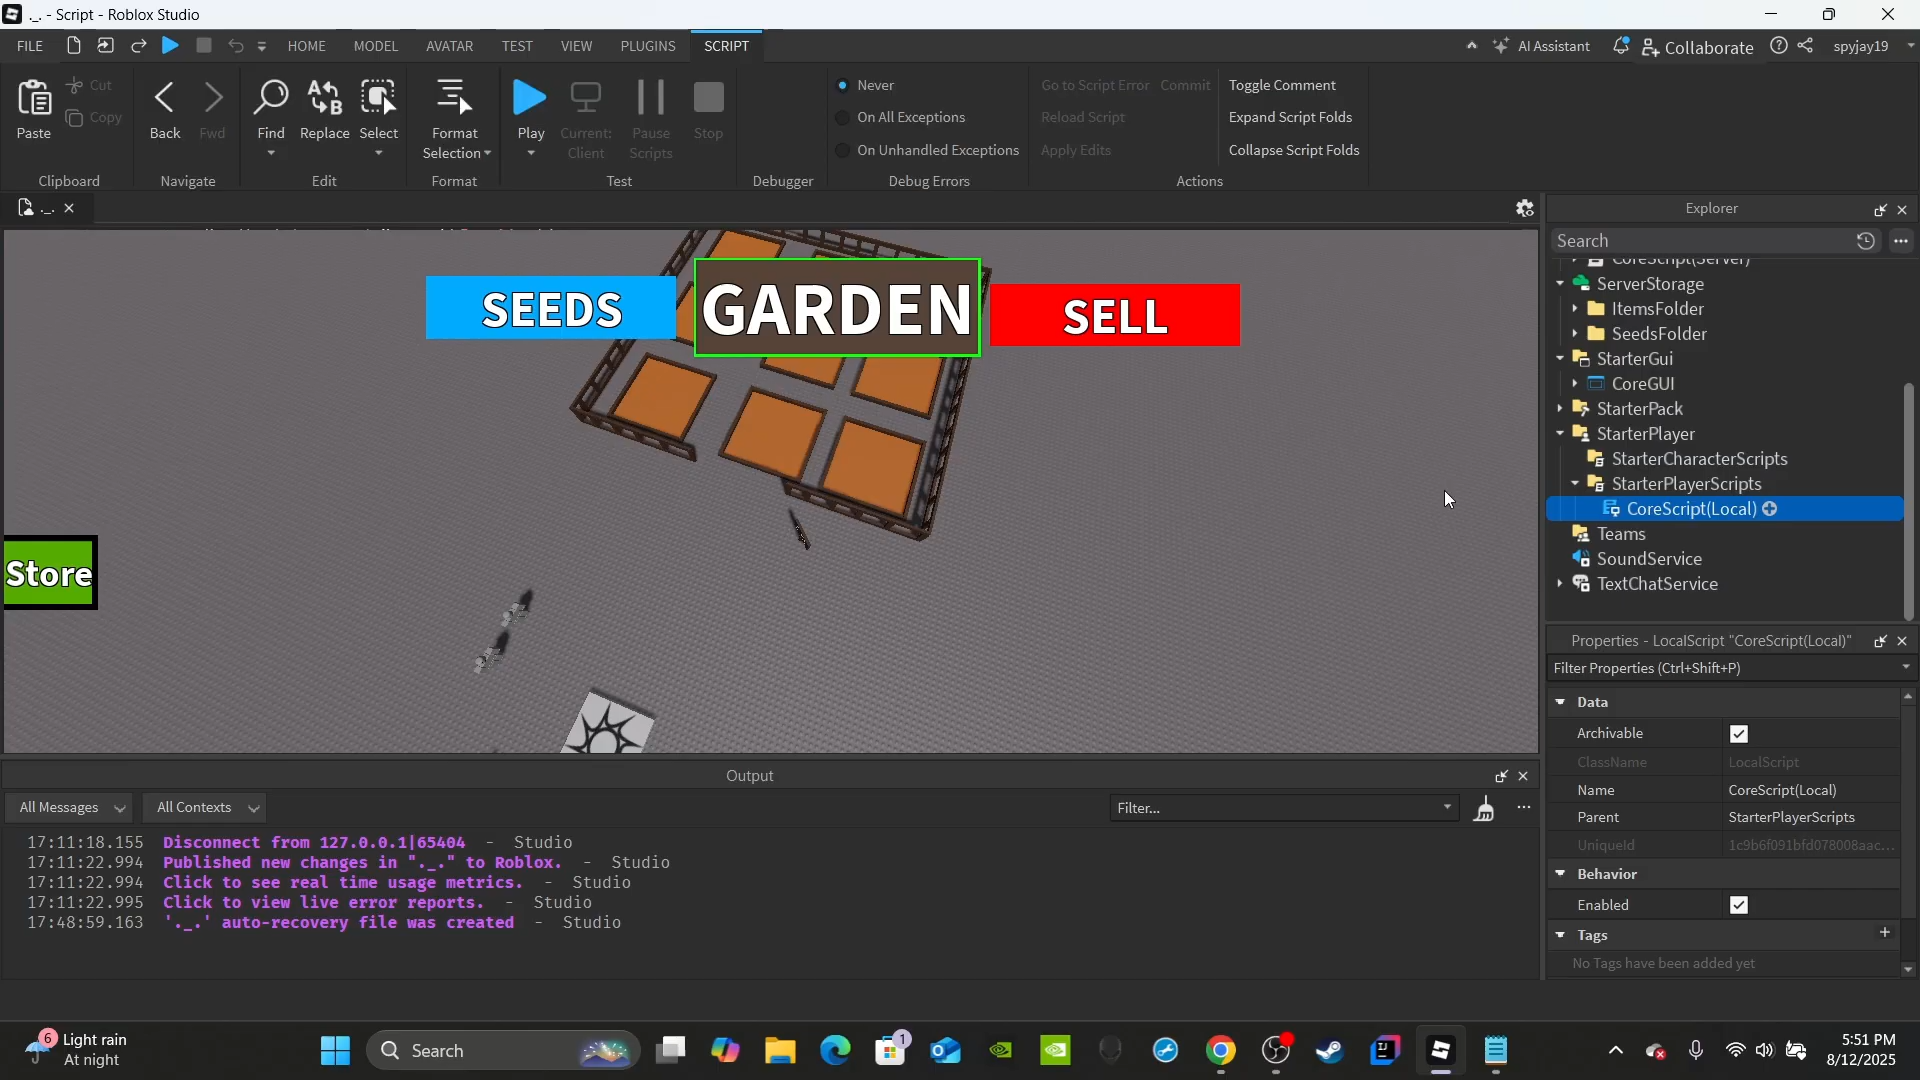 ._. - Script - Roblox Studio
FILE HOME MODEL AVATAR TEST VIEW PLUGINS SCRIPT AI Assistant Collaborate spyjay19
Paste Cut Copy
Clipboard
Back Fwd
Navigate
Find Replace Select
Edit
Format
Selection
Format
Play Current:
Client Pause
Scripts Stop
Test
Debugger
Never
On All Exceptions
On Unhandled Exceptions
Debug Errors
Go to Script Error Commit Toggle Comment
Reload Script Expand Script Folds
Apply Edits Collapse Script Folds
Actions
._.
SEEDS GARDEN SELL
Store
Explorer
Search
CoreScript(Server)
ServerStorage
ItemsFolder
SeedsFolder
StarterGui
CoreGUI
StarterPack
StarterPlayer
StarterCharacterScripts
StarterPlayerScripts
CoreScript(Local)
Teams
SoundService
TextChatService
Properties - LocalScript "CoreScript(Local)"
Filter Properties (Ctrl+Shift+P)
Data
Archivable
ClassName LocalScript
Name CoreScript(Local)
Parent StarterPlayerScripts
UniqueId 1c9b6f091bfd078008aac...
Behavior
Enabled
Tags
No Tags have been added yet
Output
All Messages All Contexts Filter...
17:11:18.155 Disconnect from 127.0.0.1|65404 - Studio
17:11:22.994 Published new changes in "._." to Roblox. - Studio
17:11:22.994 Click to see real time usage metrics. - Studio
17:11:22.995 Click to view live error reports. - Studio
17:48:59.163 '._.' auto-recovery file was created - Studio
6 Light rain
At night
Search
1
5:51 PM
8/12/2025